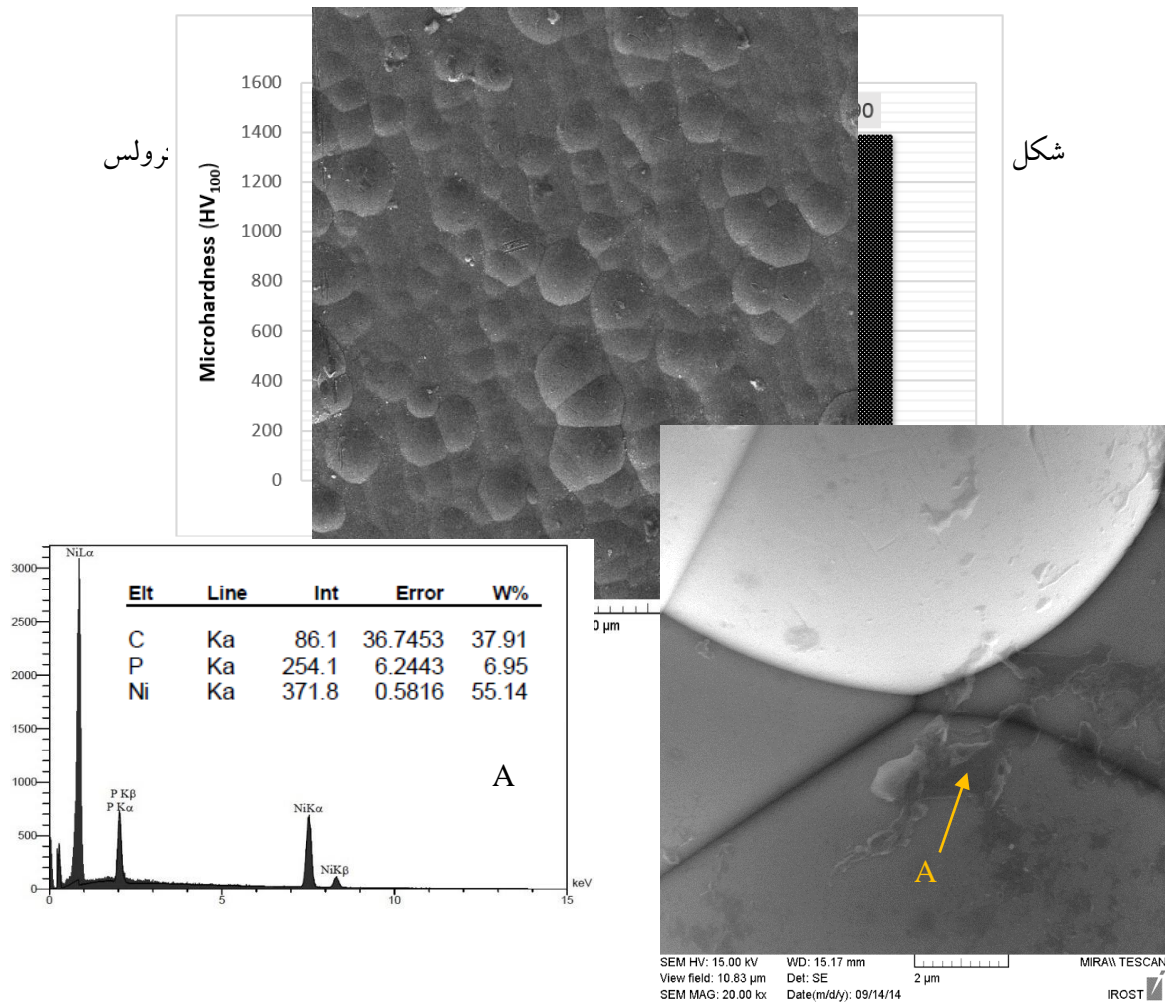 1600
1400
1200
1000
800
600
400
200
0
Microhardness (HV100)
شکل
0 µm
3000
2500
2000
1500
1000
500
0
0 5 10 15
keV
NiLα
P Kβ
P Kα
NiKα
NiKβ
A
Elt Line Int Error W%
C Ka 86.1 36.7453 37.91
P Ka 254.1 6.2443 6.95
Ni Ka 371.8 0.5816 55.14
A
SEM HV: 15.00 kV WD: 15.17 mm MIRA\\ TESCAN
View field: 10.83 µm Det: SE 2 µm
SEM MAG: 20.00 kx Date(m/d/y): 09/14/14 IROST